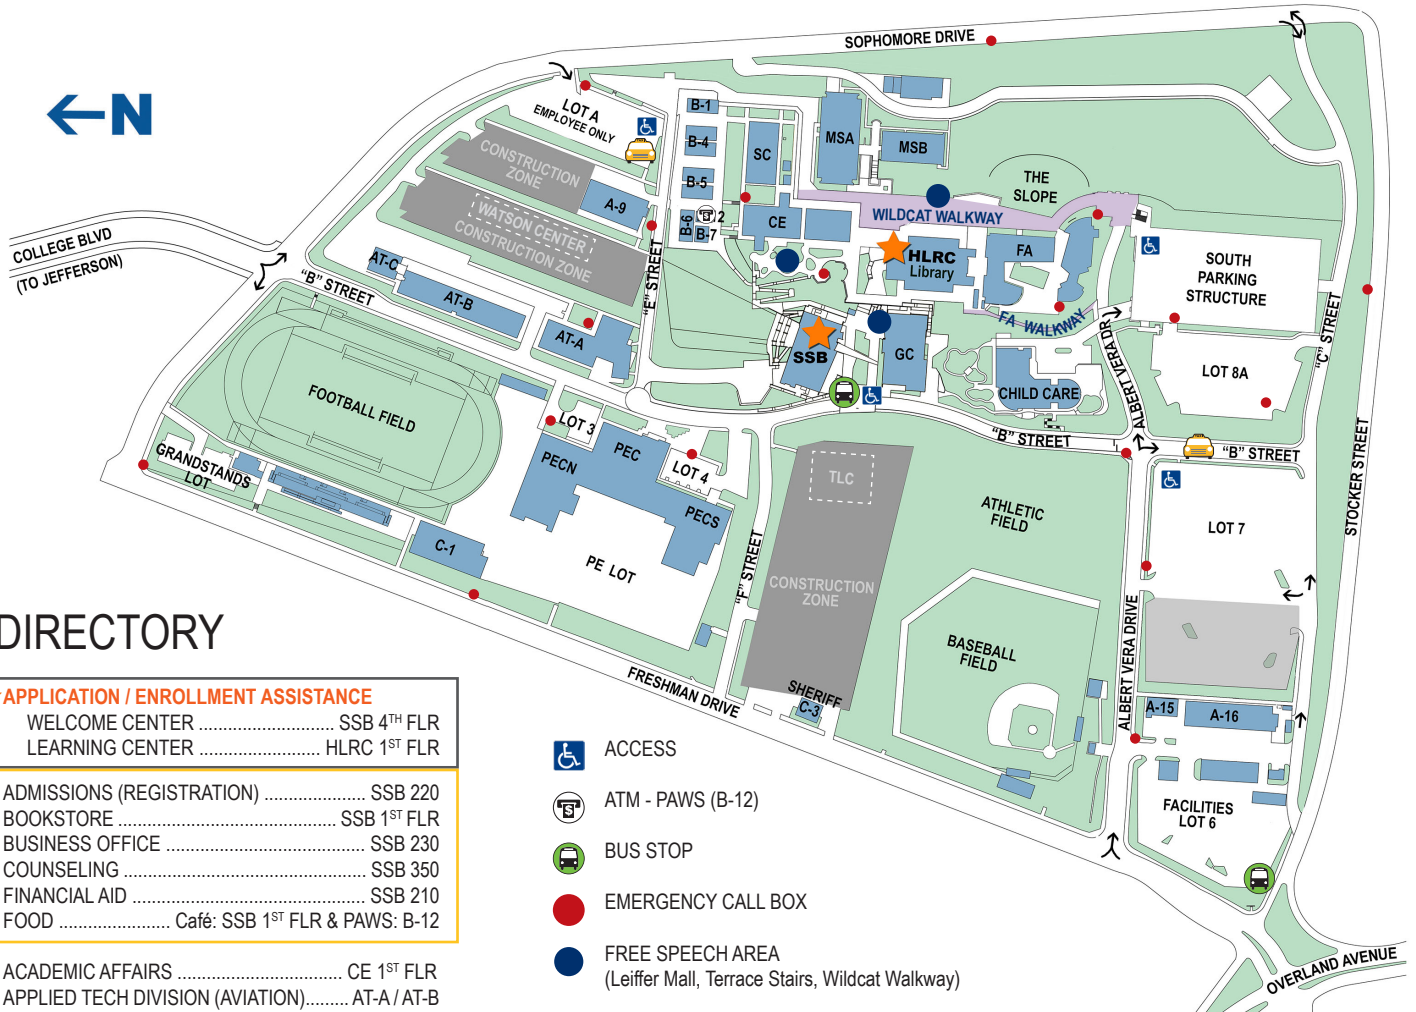 SOPHOMORE DRIVE
N
LOT A
EMPLOYEE ONLY
B-1
B-4
B-5
B-6
B-7
2
SC
MSA
MSB
CONSTRUCTION
ZONE
A-9
WATSON CENTER
CONSTRUCTION ZONE
CE
THE
SLOPE
WILDCAT WALKWAY
HLRC
Library
FA
FA WALKWAY
SOUTH
PARKING
STRUCTURE
COLLEGE BLVD
(TO JEFFERSON)
"B" STREET
"E" STREET
AT-C
AT-B
AT-A
SSB
GC
CHILD CARE
ALBERT VERA DR.
LOT 8A
"C" STREET
STOCKER STREET
FOOTBALL FIELD
GRANDSTANDS
LOT
LOT 3
PECN
PEC
LOT 4
PECS
"B" STREET
"B" STREET
TLC
ATHLETIC
FIELD
LOT 7
C-1
PE LOT
"F" STREET
CONSTRUCTION
ZONE
BASEBALL
FIELD
ALBERT VERA DRIVE
FRESHMAN DRIVE
SHERIFF
C-3
A-15
A-16
FACILITIES
LOT 6
OVERLAND AVENUE
DIRECTORY
APPLICATION / ENROLLMENT ASSISTANCE
WELCOME CENTER ........................... SSB 4TH FLR
LEARNING CENTER ........................ HLRC 1ST FLR
ADMISSIONS (REGISTRATION) .................... SSB 220
BOOKSTORE ...................................... SSB 1ST FLR
BUSINESS OFFICE ....................................... SSB 230
COUNSELING ................................................ SSB 350
FINANCIAL AID .............................................. SSB 210
FOOD ...................... Café: SSB 1ST FLR & PAWS: B-12
ACADEMIC AFFAIRS ................................. CE 1ST FLR
APPLIED TECH DIVISION (AVIATION)......... AT-A / AT-B
ACCESS
ATM - PAWS (B-12)
BUS STOP
EMERGENCY CALL BOX
FREE SPEECH AREA
(Leiffer Mall, Terrace Stairs, Wildcat Walkway)